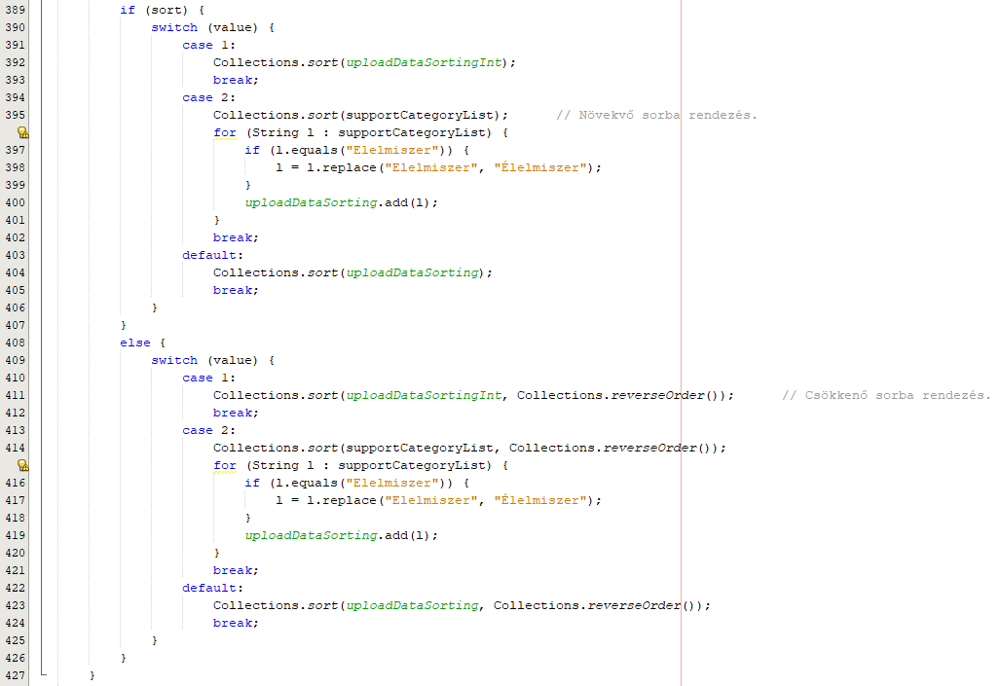 389 if (sort) {
390 switch (value) {
391 case 1:
392 Collections.sort(uploadDataSortingInt);
393 break;
394 case 2:
395 Collections.sort(supportCategoryList); // Növekvő sorba rendezés.
for (String l : supportCategoryList) {
397 if (l.equals("Elelmiszer")) {
398 l = l.replace("Elelmiszer", "Élelmiszer");
399 }
400 uploadDataSorting.add(l);
401 }
402 break;
403 default:
404 Collections.sort(uploadDataSorting);
405 break;
406 }
407 }
408 else {
409 switch (value) {
410 case 1:
411 Collections.sort(uploadDataSortingInt, Collections.reverseOrder()); // Csökkenő sorba rendezés.
412 break;
413 case 2:
414 Collections.sort(supportCategoryList, Collections.reverseOrder());
for (String l : supportCategoryList) {
416 if (l.equals("Elelmiszer")) {
417 l = l.replace("Elelmiszer", "Élelmiszer");
418 }
419 uploadDataSorting.add(l);
420 }
421 break;
422 default:
423 Collections.sort(uploadDataSorting, Collections.reverseOrder());
424 break;
425 }
426 }
427 }